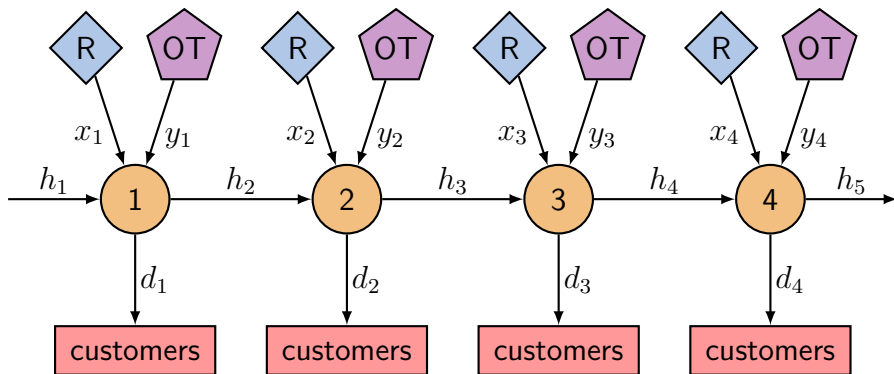 R OT R OT R OT R OT
x₁ y₁ x₂ y₂ x₃ y₃ x₄ y₄
h₁ 1 h₂ 2 h₃ 3 h₄ 4 h₅
d₁ d₂ d₃ d₄
customers customers customers customers